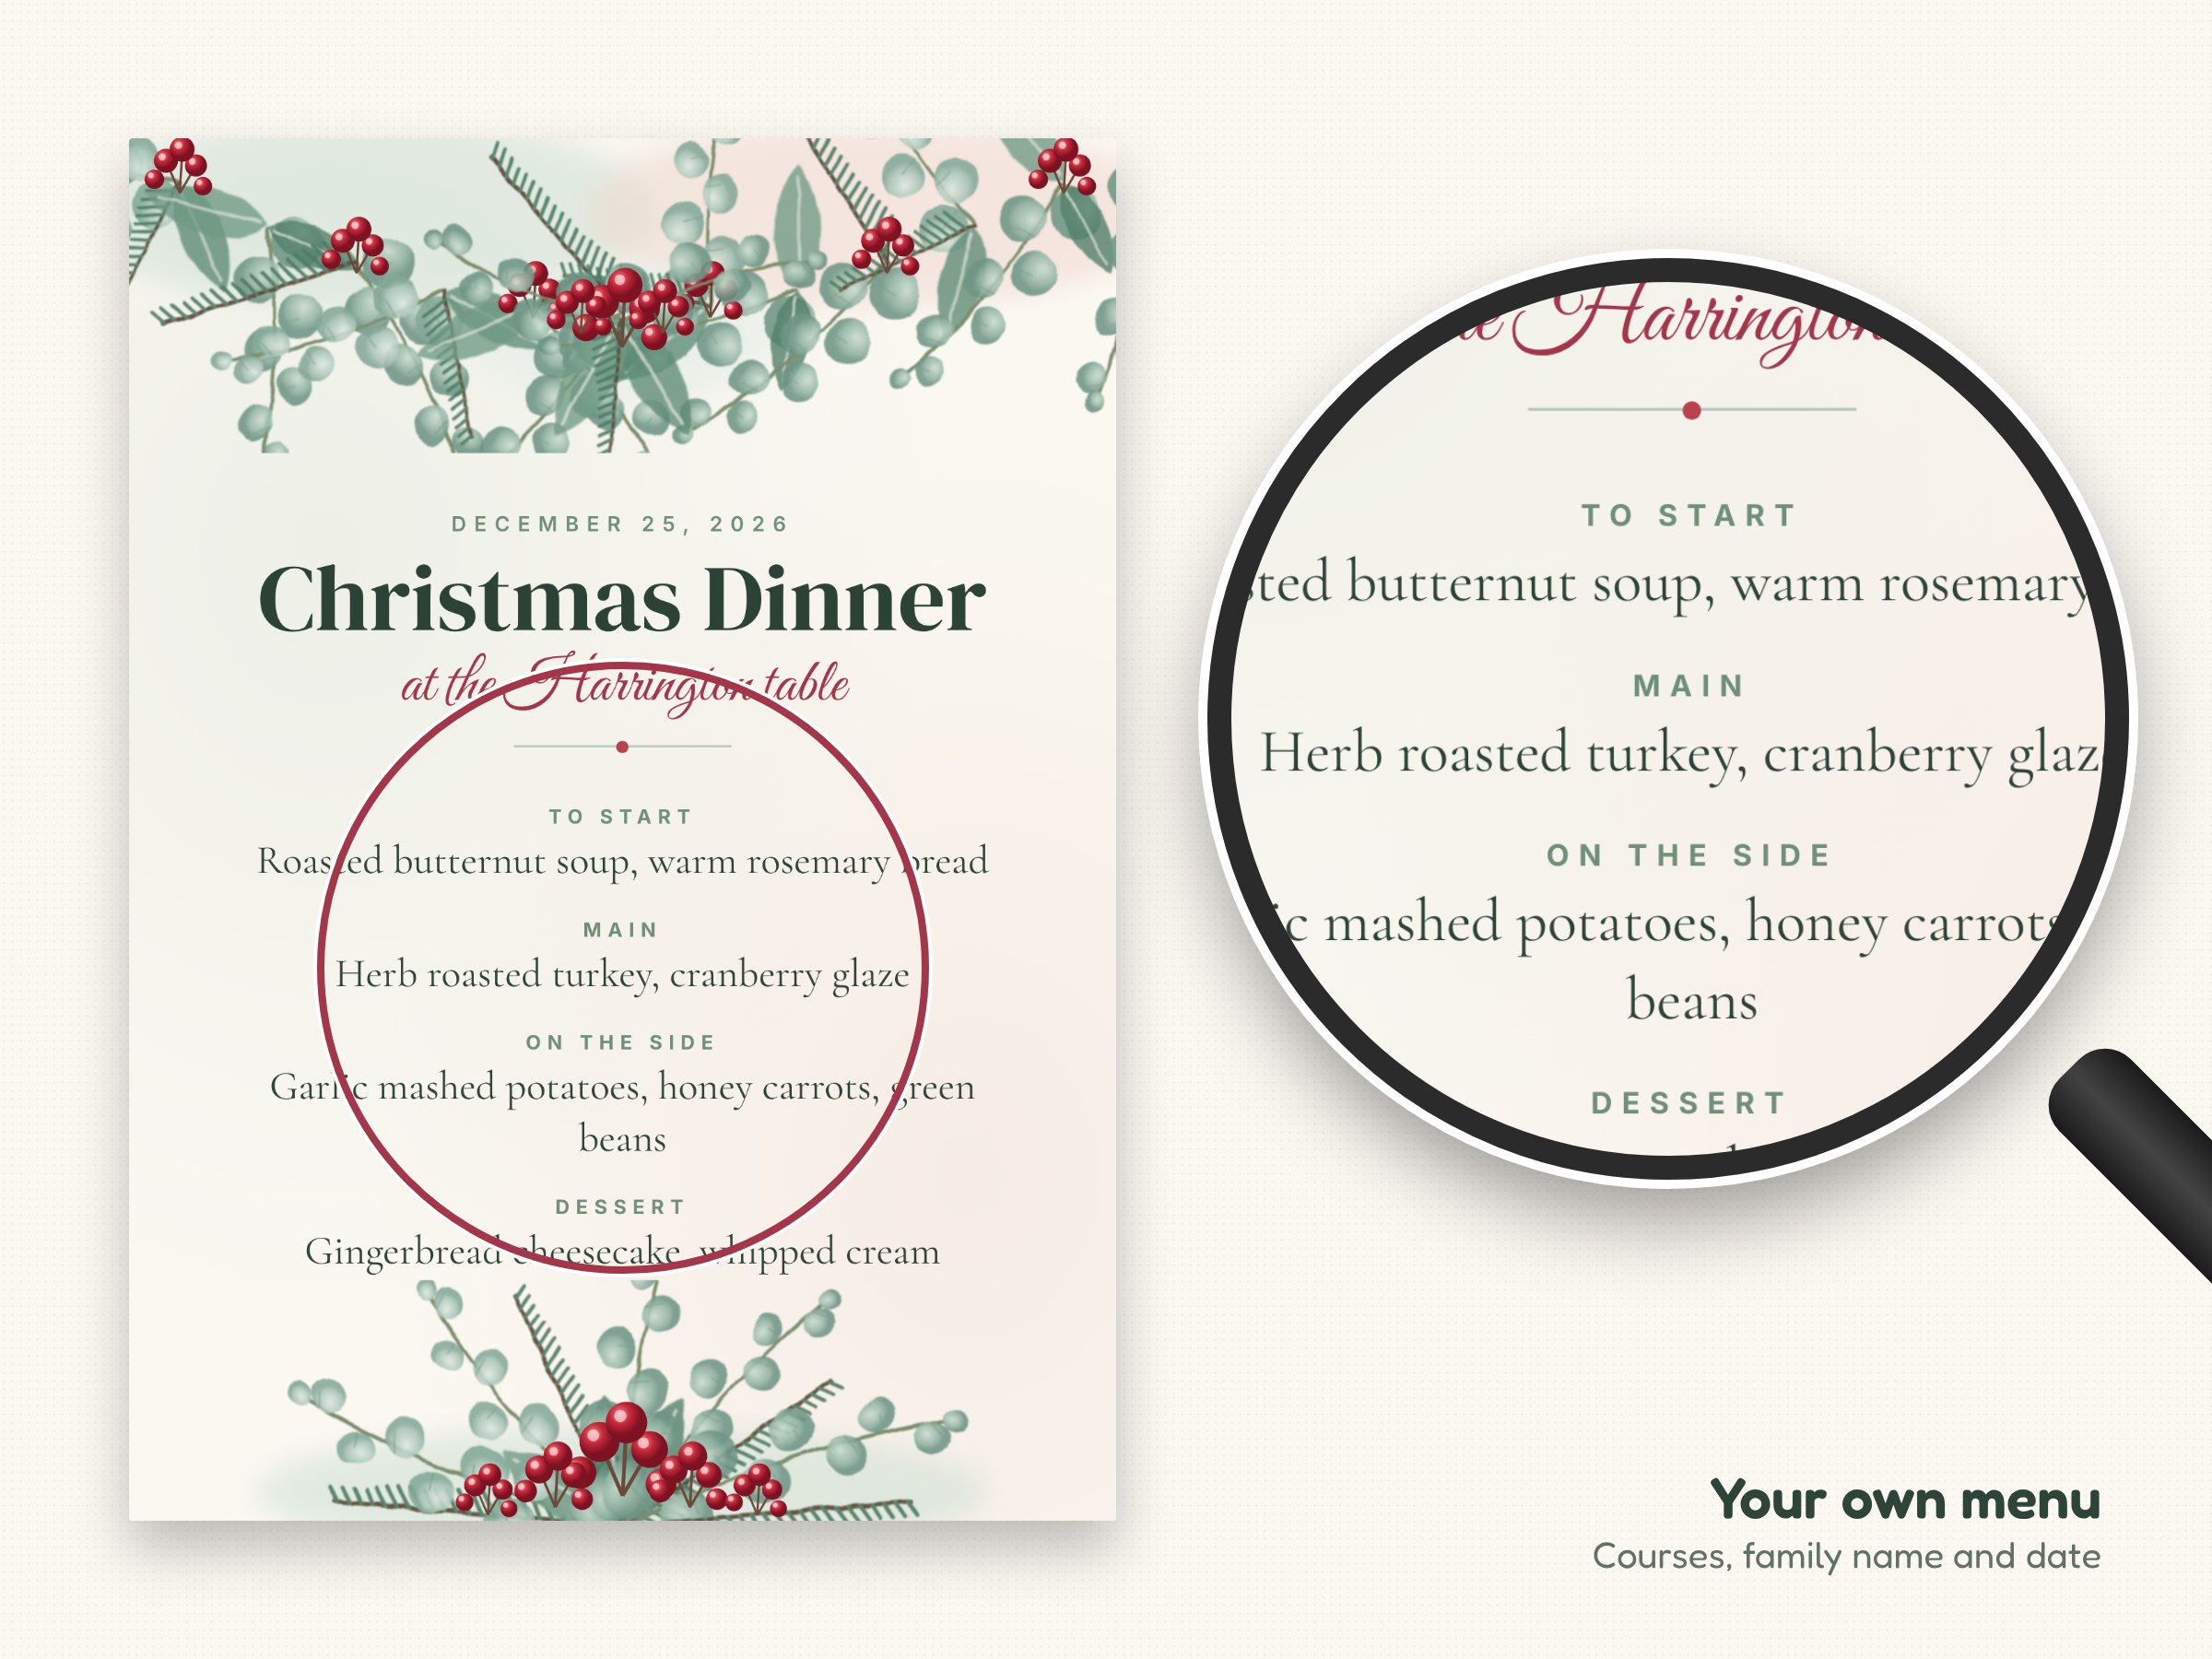 DECEMBER 25, 2026
Christmas Dinner
at the Harrington table
TO START
Roasted butternut soup, warm rosemary bread
MAIN
Herb roasted turkey, cranberry glaze
ON THE SIDE
Garlic mashed potatoes, honey carrots, green
beans
DESSERT
Gingerbread cheesecake, whipped cream
Harrington
TO START
butternut soup, warm rosemary
MAIN
Herb roasted turkey, cranberry glaz
ON THE SIDE
mashed potatoes, honey carrots
beans
DESSERT
Your own menu
Courses, family name and date